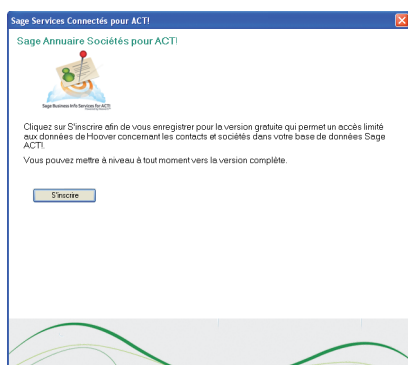 Sage Services Connectés pour ACT!
Sage Annuaire Sociétés pour ACT!
Sage Business Info Services for ACT!
Cliquez sur S'inscrire afin de vous enregistrer pour la version gratuite qui permet un accès limité
aux données de Hoover concernant les contacts et sociétés dans votre base de données Sage
ACT!.
Vous pouvez mettre à niveau à tout moment vers la version complète.
S'inscrire